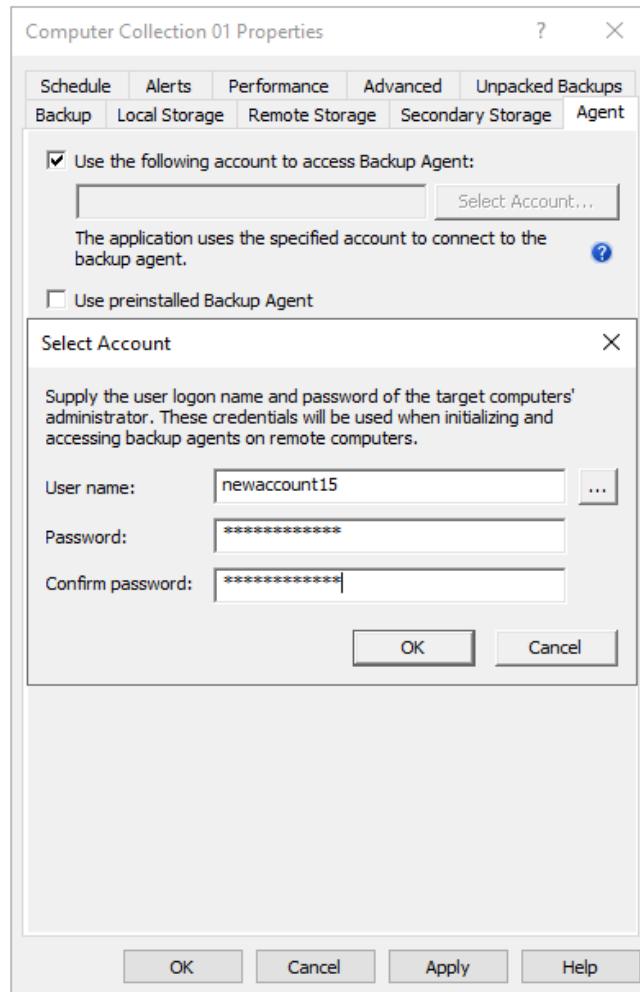 Computer Collection 01 Properties ? ×
Schedule Alerts Performance Advanced Unpacked Backups
Backup Local Storage Remote Storage Secondary Storage Agent
Use the following account to access Backup Agent:
Select Account...
The application uses the specified account to connect to the
backup agent.
?
Use preinstalled Backup Agent
Select Account ×
Supply the user logon name and password of the target computers'
administrator. These credentials will be used when initializing and
accessing backup agents on remote computers.
User name: newaccount15 ...
Password: ************
Confirm password: ************
OK Cancel
OK Cancel Apply Help